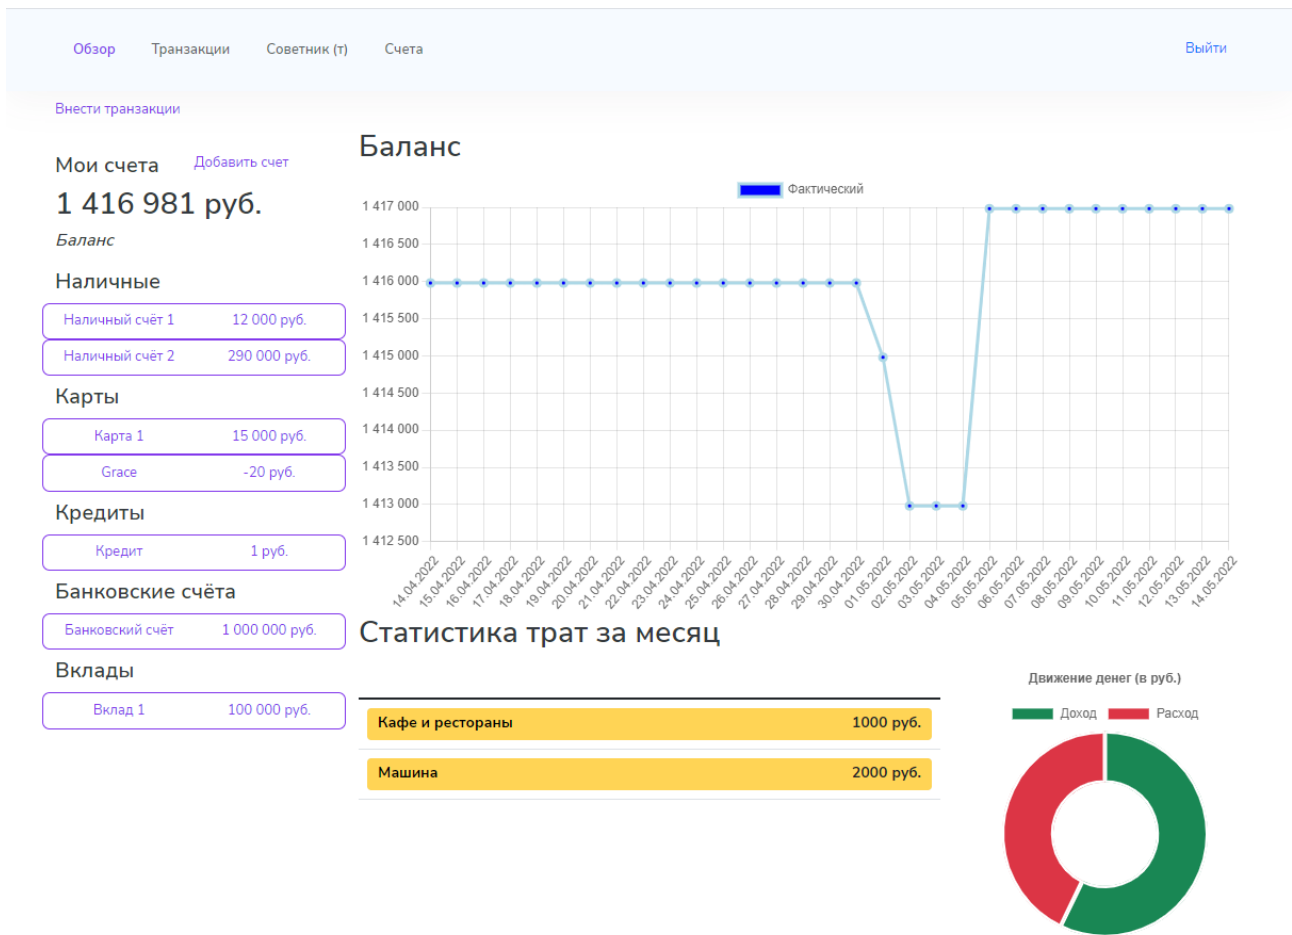 Обзор Транзакции Советник (т) Счета Выйти
Внести транзакции
Мои счета Добавить счет
1 416 981 руб.
Баланс
Наличные
Наличный счёт 1 12 000 руб.
Наличный счёт 2 290 000 руб.
Карты
Карта 1 15 000 руб.
Grace -20 руб.
Кредиты
Кредит 1 руб.
Банковские счёта
Банковский счёт 1 000 000 руб.
Вклады
Вклад 1 100 000 руб.
Баланс
Фактический
1 417 000
1 416 500
1 416 000
1 415 500
1 415 000
1 414 500
1 414 000
1 413 500
1 413 000
1 412 500
14.04.2022 15.04.2022 16.04.2022 17.04.2022 18.04.2022 19.04.2022 20.04.2022 21.04.2022 22.04.2022 23.04.2022 24.04.2022 25.04.2022 26.04.2022 27.04.2022 28.04.2022 29.04.2022 30.04.2022 01.05.2022 02.05.2022 03.05.2022 04.05.2022 05.05.2022 06.05.2022 07.05.2022 08.05.2022 09.05.2022 10.05.2022 11.05.2022 12.05.2022 13.05.2022 14.05.2022
Статистика трат за месяц
Кафе и рестораны 1000 руб.
Машина 2000 руб.
Движение денег (в руб.)
Доход Расход